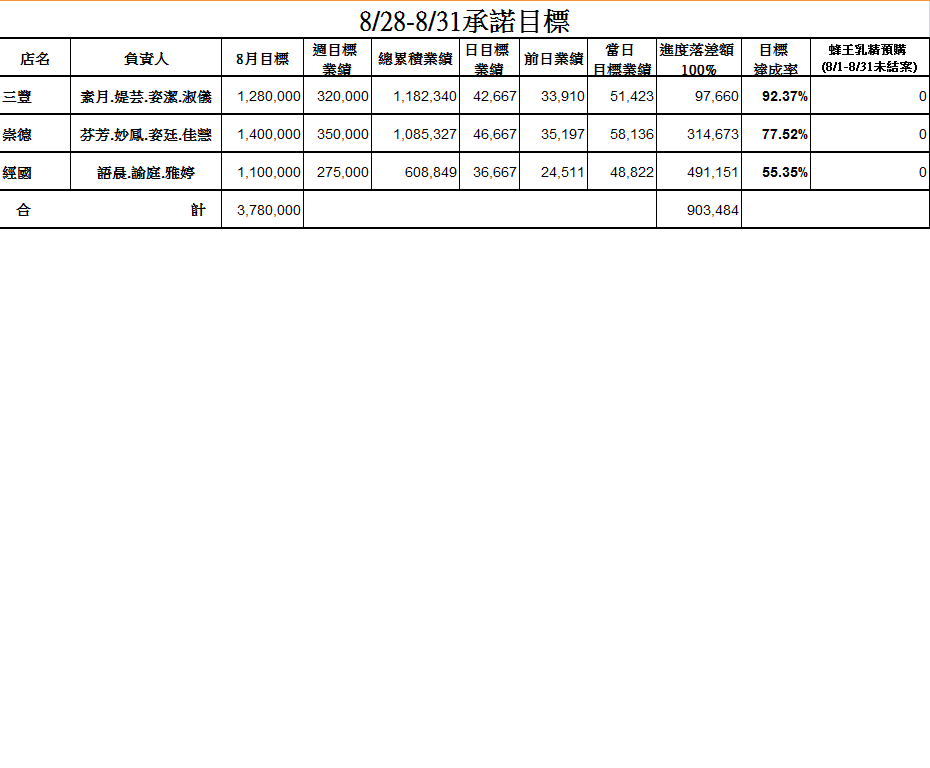 8/28-8/31承諾目標
店名 負責人 8月目標 週目標業績 總累積業績 日目標業績 前日業績 當日目標業績 進度落差額100% 目標達成率 蜂王乳精預購(8/1-8/31未結案)
三豐 素月.媞芸.姿潔.淑儀 1,280,000 320,000 1,182,340 42,667 33,910 51,423 97,660 92.37% 0
崇德 芬芳.妙鳳.姿廷.佳慧 1,400,000 350,000 1,085,327 46,667 35,197 58,136 314,673 77.52% 0
經國 語晨.諭庭.雅婷 1,100,000 275,000 608,849 36,667 24,511 48,822 491,151 55.35% 0
合 計 3,780,000 903,484